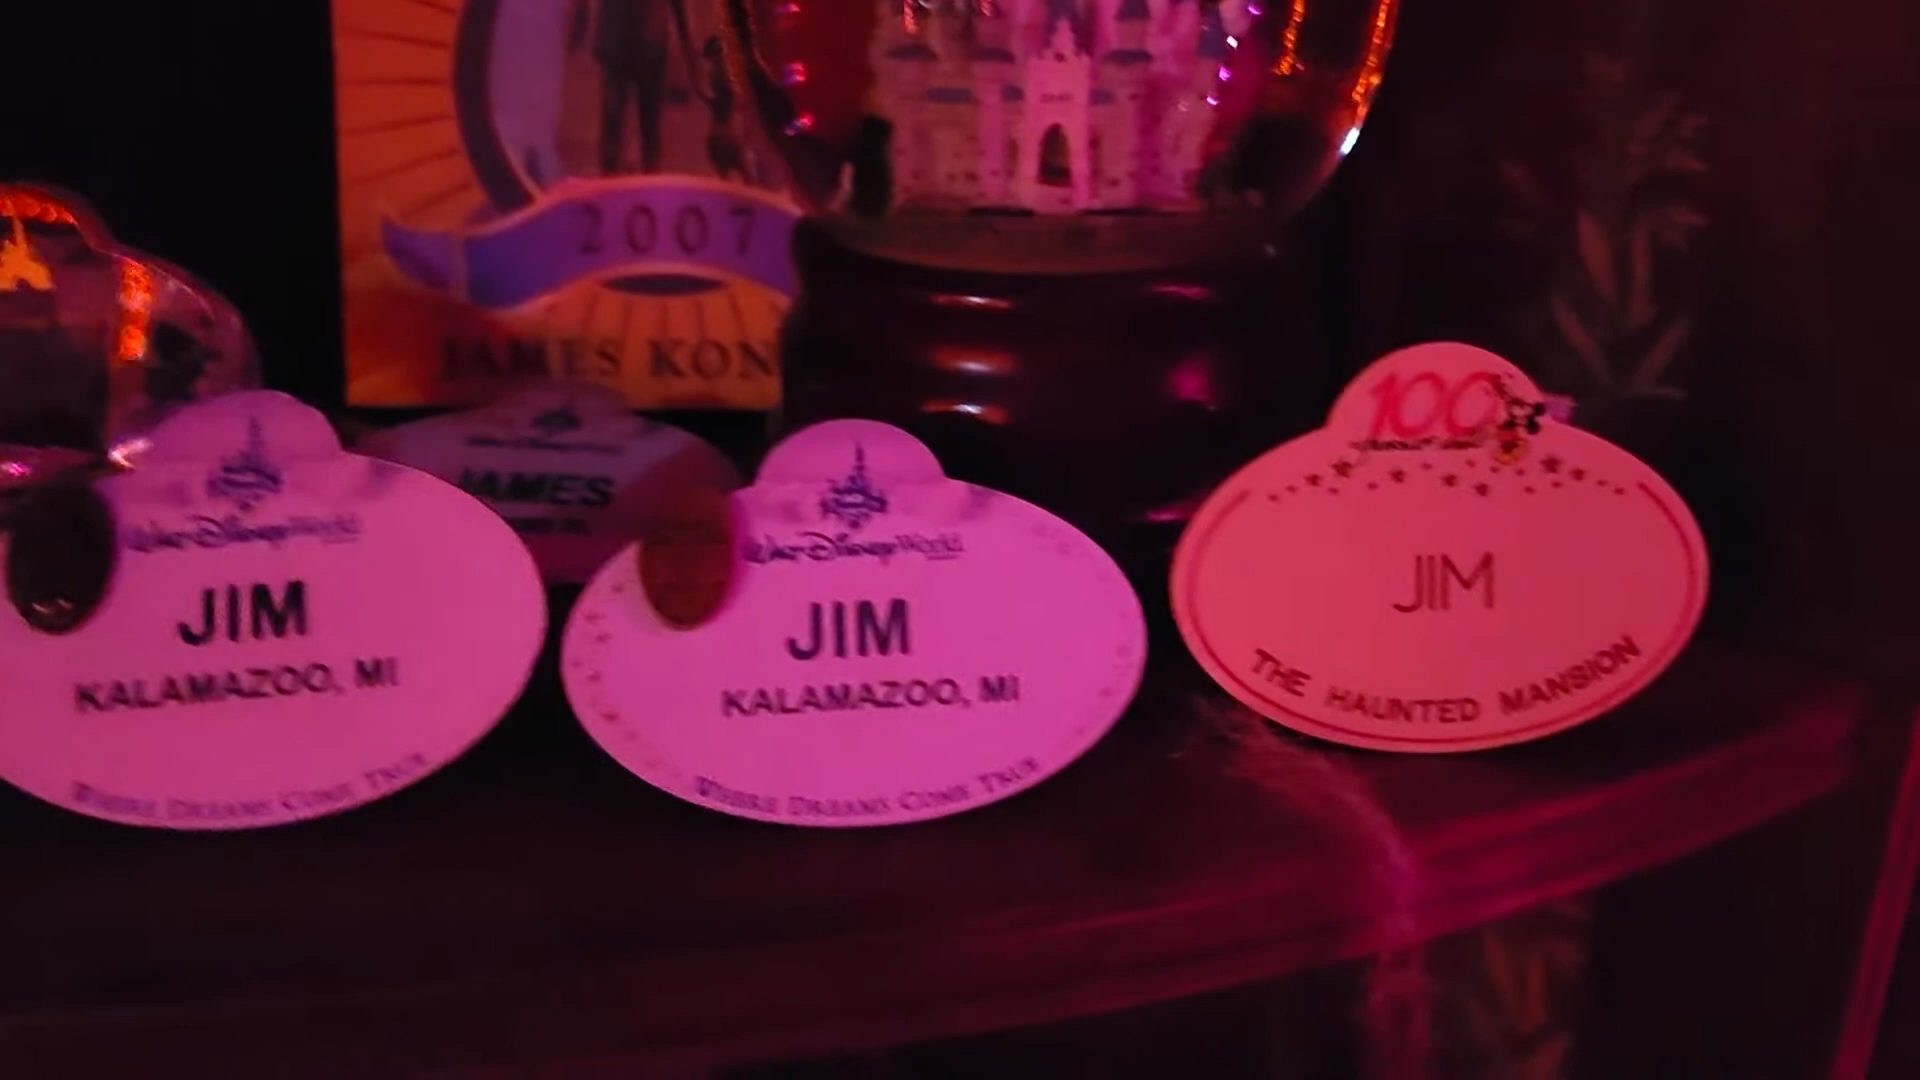 2007
JAMES KON
JAMES
Walt Disney World
JIM
KALAMAZOO, MI
WHERE DREAMS COME TRUE
Walt Disney World
JIM
KALAMAZOO, MI
WHERE DREAMS COME TRUE
100
JIM
THE HAUNTED MANSION